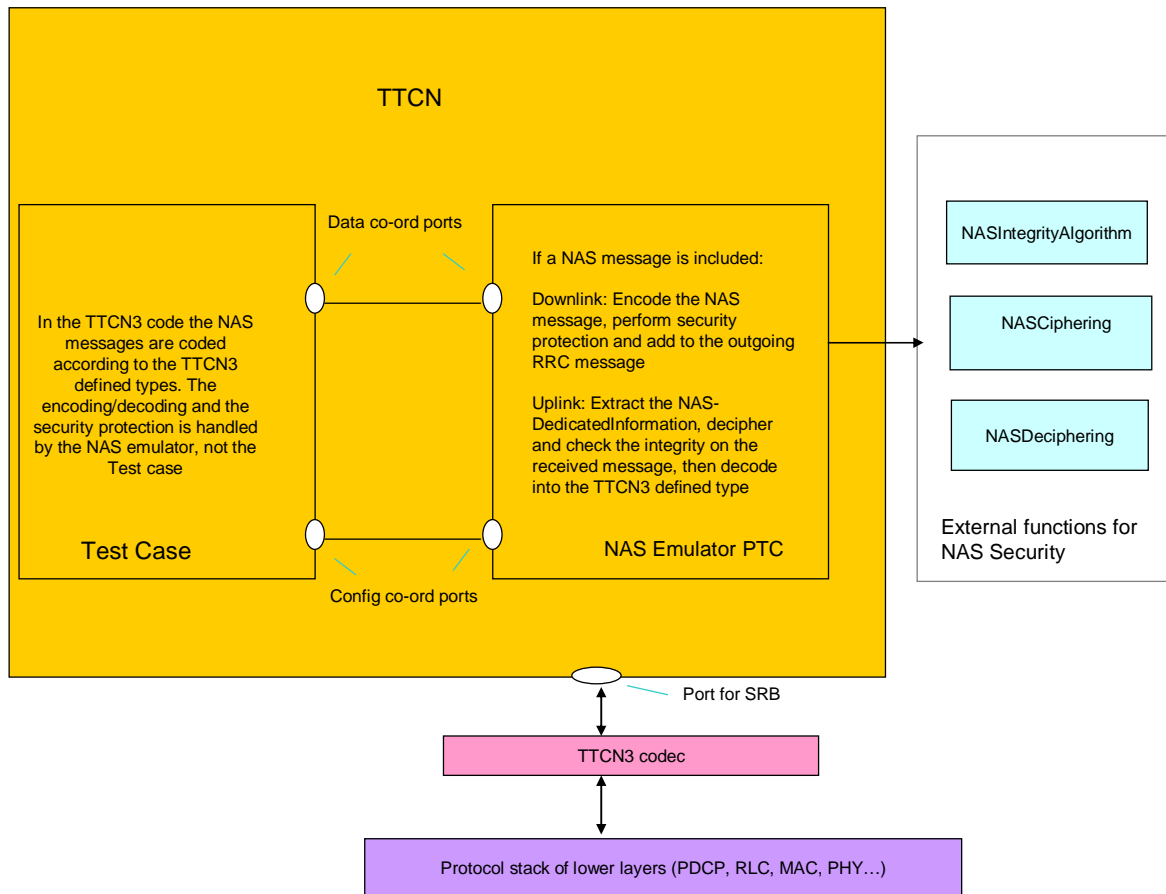 TTCN
Data co-ord ports
In the TTCN3 code the NAS
messages are coded
according to the TTCN3
defined types. The
encoding/decoding and the
security protection is handled
by the NAS emulator, not the
Test case
Test Case
If a NAS message is included:
Downlink: Encode the NAS
message, perform security
protection and add to the outgoing
RRC message
Uplink: Extract the NAS-
DedicatedInformation, decipher
and check the integrity on the
received message, then decode
into the TTCN3 defined type
NAS Emulator PTC
Config co-ord ports
NASIntegrityAlgorithm
NASCiphering
NASDeciphering
External functions for
NAS Security
Port for SRB
TTCN3 codec
Protocol stack of lower layers (PDCP, RLC, MAC, PHY…)